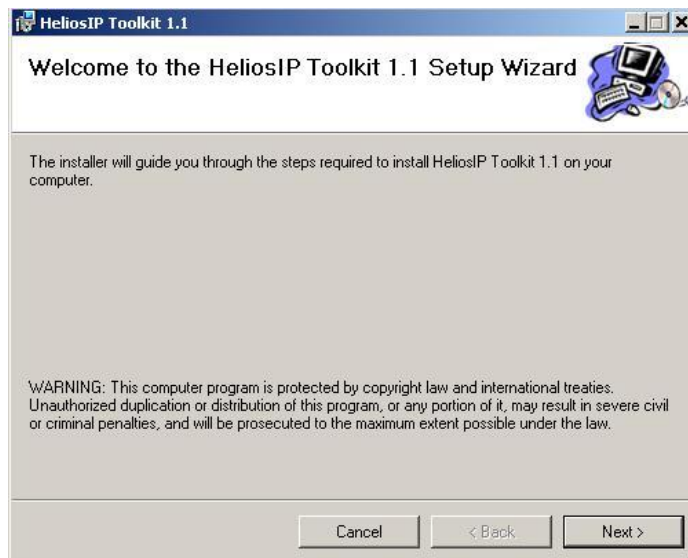 HeliosIP Toolkit 1.1
Welcome to the HeliosIP Toolkit 1.1 Setup Wizard
The installer will guide you through the steps required to install HeliosIP Toolkit 1.1 on your
computer.
WARNING: This computer program is protected by copyright law and international treaties.
Unauthorized duplication or distribution of this program, or any portion of it, may result in severe civil
or criminal penalties, and will be prosecuted to the maximum extent possible under the law.
Cancel < Back Next >